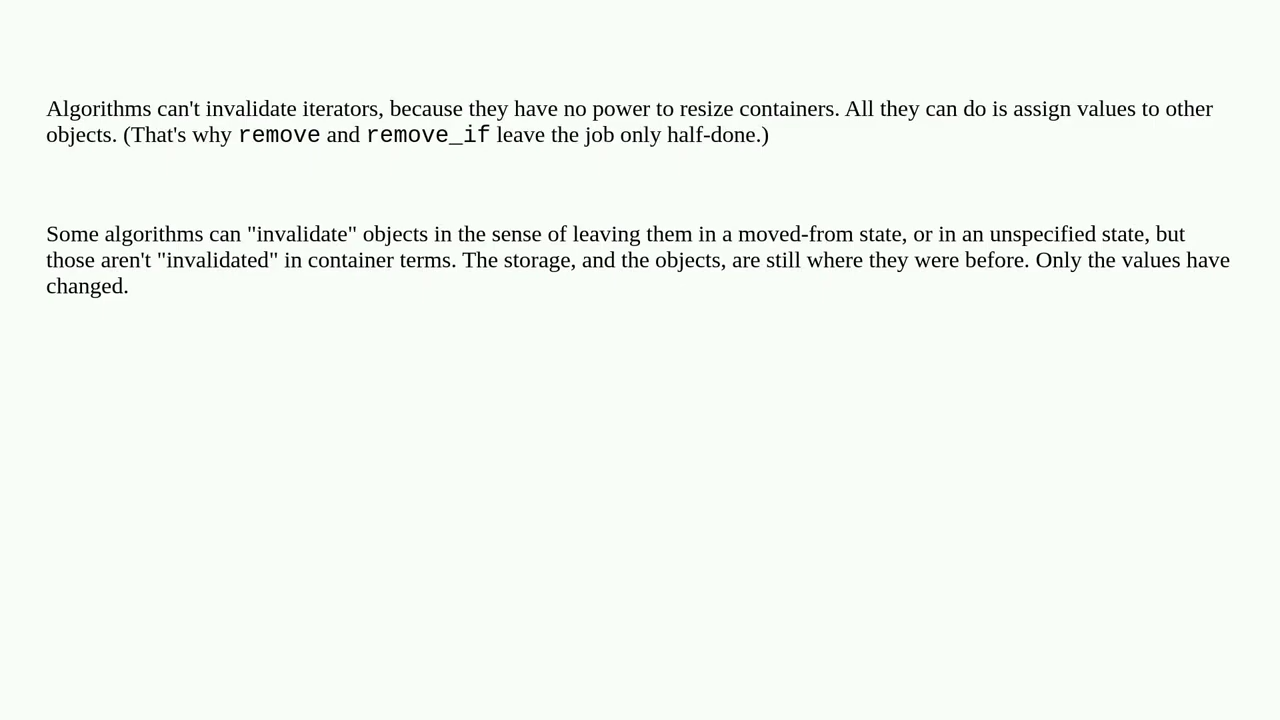 Algorithms can't invalidate iterators, because they have no power to resize containers. All they can do is assign values to other
objects. (That's why remove and remove_if leave the job only half-done.)
Some algorithms can "invalidate" objects in the sense of leaving them in a moved-from state, or in an unspecified state, but
those aren't "invalidated" in container terms. The storage, and the objects, are still where they were before. Only the values have
changed.